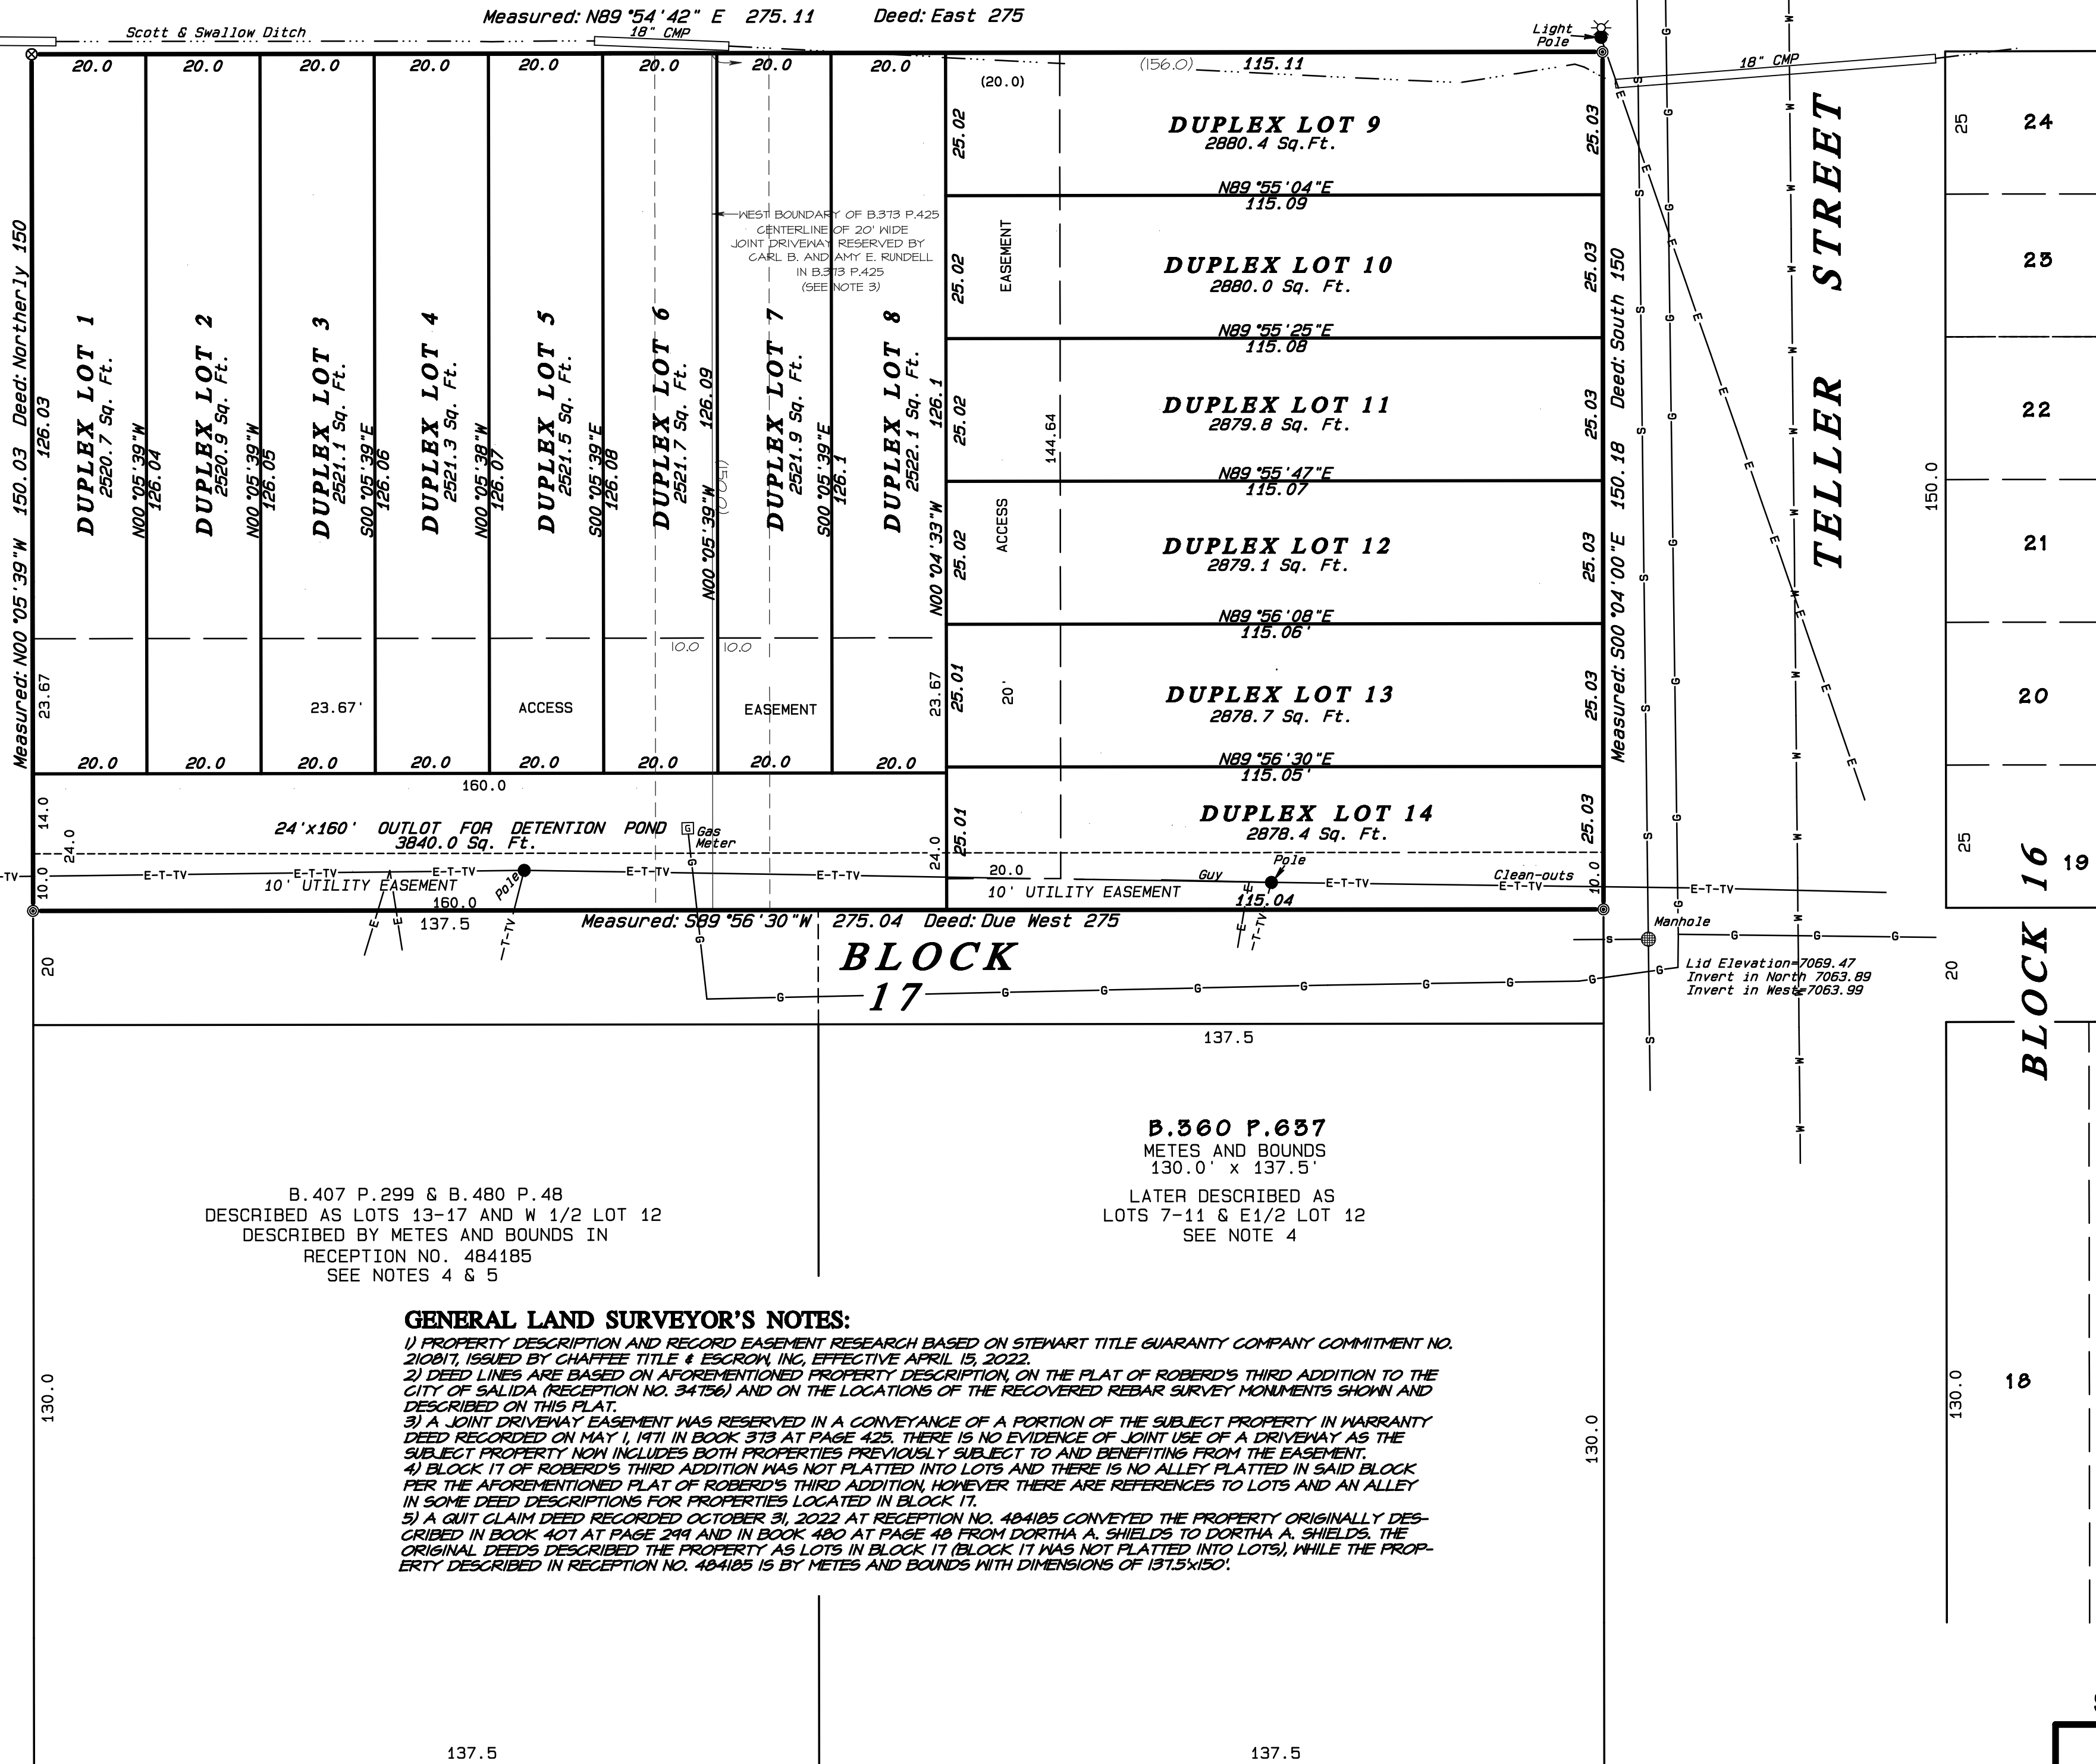 Measured: N89°54'42" E 275.11 Deed: East 275
Scott & Swallow Ditch
18" CMP
Light
Pole
18" CMP
20.0 20.0 20.0 20.0 20.0 20.0 20.0 20.0
(20.0)
(156.0)
115.11
Measured: N00°05'39"W 150.03 Deed: Northerly 150
126.03
DUPLEX LOT 1
2520.7 Sq. Ft.
N00°05'39"W
126.04
DUPLEX LOT 2
2520.9 Sq. Ft.
N00°05'39"W
126.05
DUPLEX LOT 3
2521.1 Sq. Ft.
S00°05'39"E
126.06
DUPLEX LOT 4
2521.3 Sq. Ft.
N00°05'38"W
126.07
DUPLEX LOT 5
2521.5 Sq. Ft.
S00°05'39"E
126.08
DUPLEX LOT 6
2521.7 Sq. Ft.
N00°05'39"W
126.09
(150.0)
DUPLEX LOT 7
2521.9 Sq. Ft.
S00°05'39"E
126.1
DUPLEX LOT 8
2522.1 Sq. Ft.
N00°04'33"W
126.1
WEST BOUNDARY OF B.373 P.425
CENTERLINE OF 20' WIDE
JOINT DRIVEWAY RESERVED BY
CARL B. AND AMY E. RUNDELL
IN B.373 P.425
(SEE NOTE 3)
10.0 10.0
23.67
23.67' ACCESS EASEMENT
23.67
20.0 20.0 20.0 20.0 20.0 20.0 20.0 20.0
25.02
DUPLEX LOT 9
2880.4 Sq.Ft.
25.03
N89°55'04"E
115.09
25.02
DUPLEX LOT 10
2880.0 Sq. Ft.
25.03
N89°55'25"E
115.08
25.02
DUPLEX LOT 11
2879.8 Sq. Ft.
25.03
N89°55'47"E
115.07
25.02
DUPLEX LOT 12
2879.1 Sq. Ft.
25.03
N89°56'08"E
115.06'
25.01
DUPLEX LOT 13
2878.7 Sq. Ft.
25.03
N89°56'30"E
115.05'
25.01
DUPLEX LOT 14
2878.4 Sq. Ft.
25.03
EASEMENT
ACCESS
20'
144.64
Measured: S00°04'00"E 150.18 Deed: South 150
TELLER STREET
160.0
14.0
24.0
10.0
24'x160' OUTLOT FOR DETENTION POND
3840.0 Sq. Ft.
G
Gas
Meter
24.0
20.0
-TV E-T-TV E-T-TV E-T-TV E-T-TV E-T-TV E-T-TV E-T-TV E-T-TV
10' UTILITY EASEMENT
Pole
160.0
10' UTILITY EASEMENT
Guy
Pole
Clean-outs
10.0
115.04
E E -T-TV E E -T-TV
137.5
Measured: S89°56'30"W 275.04 Deed: Due West 275
BLOCK
17
20
G G G G G G G G G G G G G G
S
Manhole
Lid Elevation=7069.47
Invert in North 7063.89
Invert in West=7063.99
S S S S S S S S
G G G G G G G G G
E E E E E E E E E E
W W W W W W W W W W W W W
25
24
23
22
21
20
150.0
25
19
20
BLOCK 16
137.5
B.360 P.637
METES AND BOUNDS
130.0' x 137.5'
LATER DESCRIBED AS
LOTS 7-11 & E1/2 LOT 12
SEE NOTE 4
B.407 P.299 & B.480 P.48
DESCRIBED AS LOTS 13-17 AND W 1/2 LOT 12
DESCRIBED BY METES AND BOUNDS IN
RECEPTION NO. 484185
SEE NOTES 4 & 5
130.0
130.0
130.0
18
GENERAL LAND SURVEYOR'S NOTES:
1) PROPERTY DESCRIPTION AND RECORD EASEMENT RESEARCH BASED ON STEWART TITLE GUARANTY COMPANY COMMITMENT NO.
210817, ISSUED BY CHAFFEE TITLE & ESCROW, INC, EFFECTIVE APRIL 15, 2022.
2) DEED LINES ARE BASED ON AFOREMENTIONED PROPERTY DESCRIPTION, ON THE PLAT OF ROBERD'S THIRD ADDITION TO THE
CITY OF SALIDA (RECEPTION NO. 34756) AND ON THE LOCATIONS OF THE RECOVERED REBAR SURVEY MONUMENTS SHOWN AND
DESCRIBED ON THIS PLAT.
3) A JOINT DRIVEWAY EASEMENT WAS RESERVED IN A CONVEYANCE OF A PORTION OF THE SUBJECT PROPERTY IN WARRANTY
DEED RECORDED ON MAY 1, 1971 IN BOOK 373 AT PAGE 425. THERE IS NO EVIDENCE OF JOINT USE OF A DRIVEWAY AS THE
SUBJECT PROPERTY NOW INCLUDES BOTH PROPERTIES PREVIOUSLY SUBJECT TO AND BENEFITING FROM THE EASEMENT.
4) BLOCK 17 OF ROBERD'S THIRD ADDITION WAS NOT PLATTED INTO LOTS AND THERE IS NO ALLEY PLATTED IN SAID BLOCK
PER THE AFOREMENTIONED PLAT OF ROBERD'S THIRD ADDITION, HOWEVER THERE ARE REFERENCES TO LOTS AND AN ALLEY
IN SOME DEED DESCRIPTIONS FOR PROPERTIES LOCATED IN BLOCK 17.
5) A QUIT CLAIM DEED RECORDED OCTOBER 31, 2022 AT RECEPTION NO. 484185 CONVEYED THE PROPERTY ORIGINALLY DES-
CRIBED IN BOOK 407 AT PAGE 299 AND IN BOOK 480 AT PAGE 48 FROM DORTHA A. SHIELDS TO DORTHA A. SHIELDS. THE
ORIGINAL DEEDS DESCRIBED THE PROPERTY AS LOTS IN BLOCK 17 (BLOCK 17 WAS NOT PLATTED INTO LOTS), WHILE THE PROP-
ERTY DESCRIBED IN RECEPTION NO. 484185 IS BY METES AND BOUNDS WITH DIMENSIONS OF 137.5'x150'.
137.5
137.5